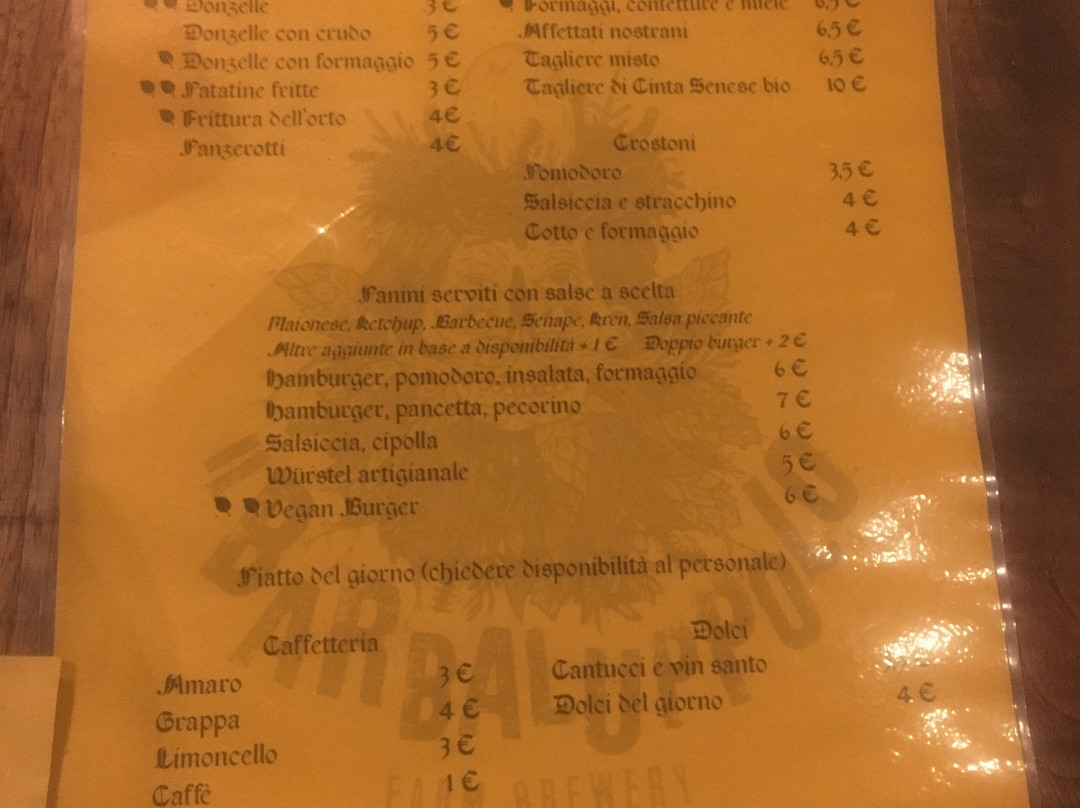 Donzelle 3 €
Donzelle con crudo 5 €
Donzelle con formaggio 5 €
Patatine fritte 3 €
Frittura dell'orto 4 €
Panzerotti 4 €
Formaggi, confetture e miele 6,5 €
Affettati nostrani 6,5 €
Tagliere misto 6,5 €
Tagliere di Cinta Senese bio 10 €
Crostoni
Pomodoro 3,5 €
Salsiccia e stracchino 4 €
Cotto e formaggio 4 €
Panini serviti con salse a scelta
Maionese, Ketchup, Barbecue, Senape, Kren, Salsa piccante
Altre aggiunte in base a disponibilità + 1 € Doppio burger + 2 €
Hamburger, pomodoro, insalata, formaggio 6 €
Hamburger, pancetta, pecorino 7 €
Salsiccia, cipolla 6 €
Würstel artigianale 5 €
Vegan Burger 6 €
Piatto del giorno (chiedere disponibilità al personale)
Caffetteria
Amaro 3 €
Grappa 4 €
Limoncello 3 €
Caffè 1 €
Dolci
Cantucci e vin santo
Dolci del giorno 4 €
IL BARBALUPPOLO
FARM BREWERY